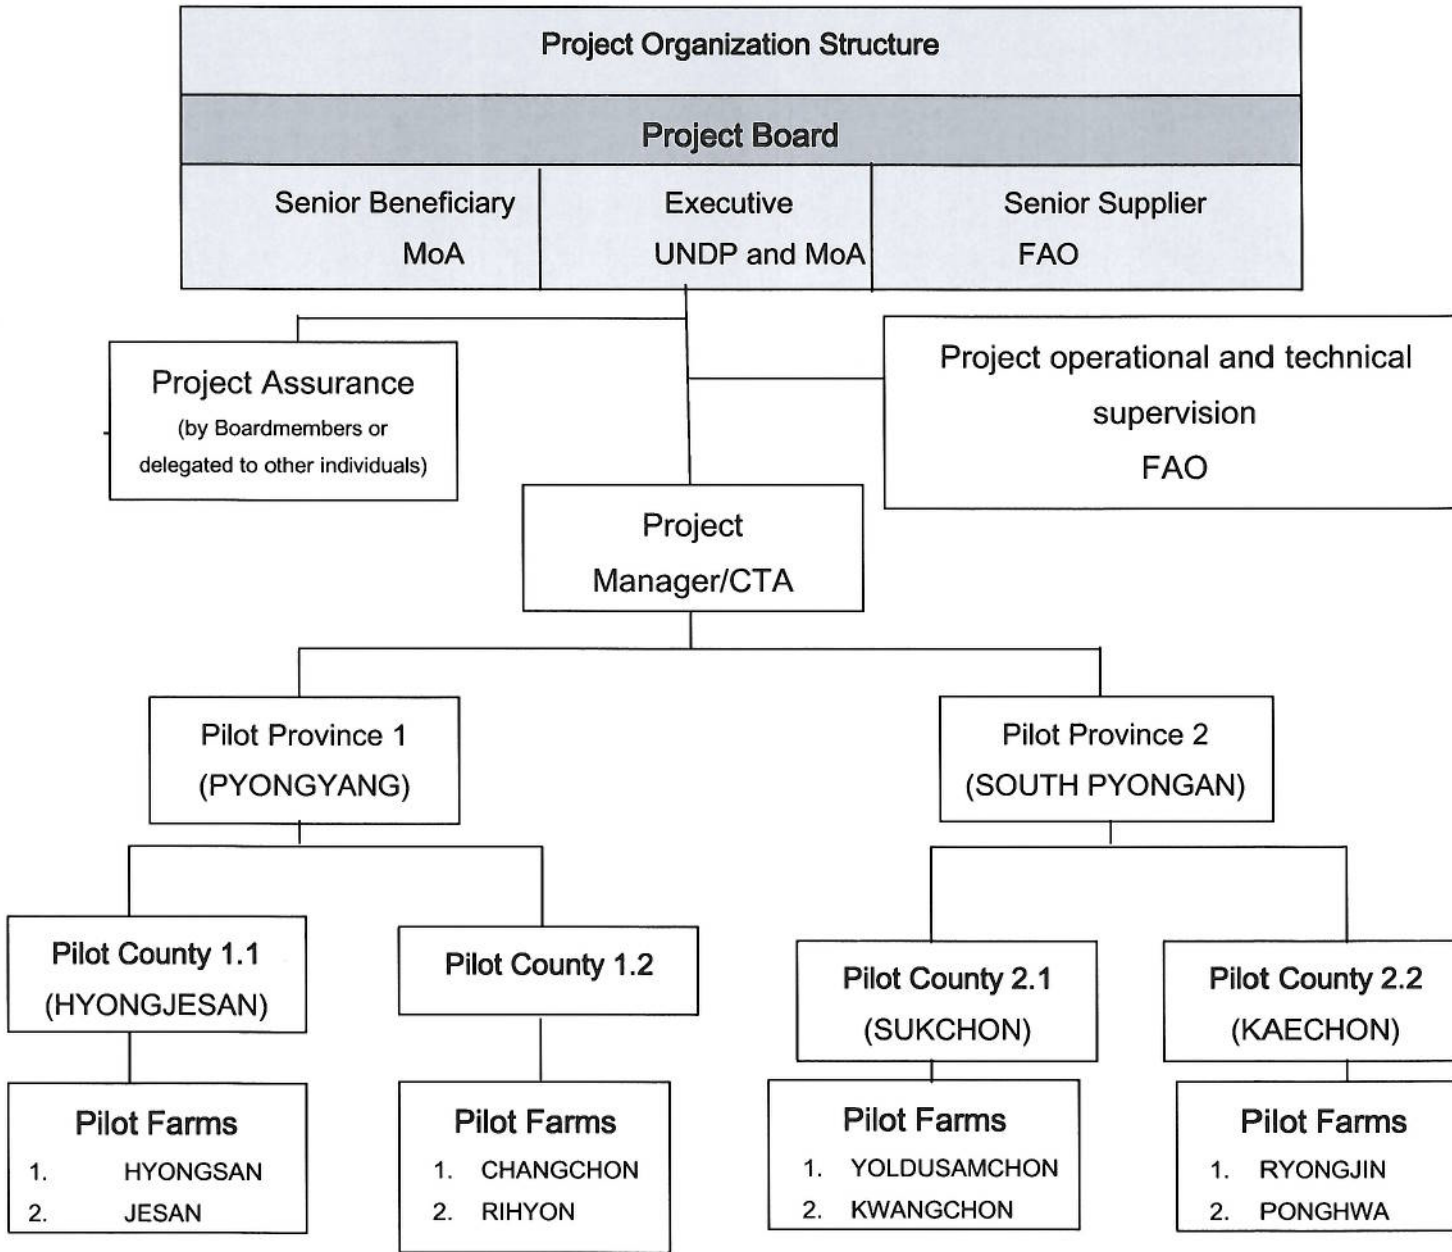 Project Organization Structure
Project Board
Senior Beneficiary
MoA
Executive
UNDP and MoA
Senior Supplier
FAO
Project Assurance
(by Boardmembers or
delegated to other individuals)
Project operational and technical
supervision
FAO
Project
Manager/CTA
Pilot Province 1
(PYONGYANG)
Pilot Province 2
(SOUTH PYONGAN)
Pilot County 1.1
(HYONGJESAN)
Pilot County 1.2
Pilot County 2.1
(SUKCHON)
Pilot County 2.2
(KAECHON)
Pilot Farms
1. HYONGSAN
2. JESAN
Pilot Farms
1. CHANGCHON
2. RIHYON
Pilot Farms
1. YOLDUSAMCHON
2. KWANGCHON
Pilot Farms
1. RYONGJIN
2. PONGHWA